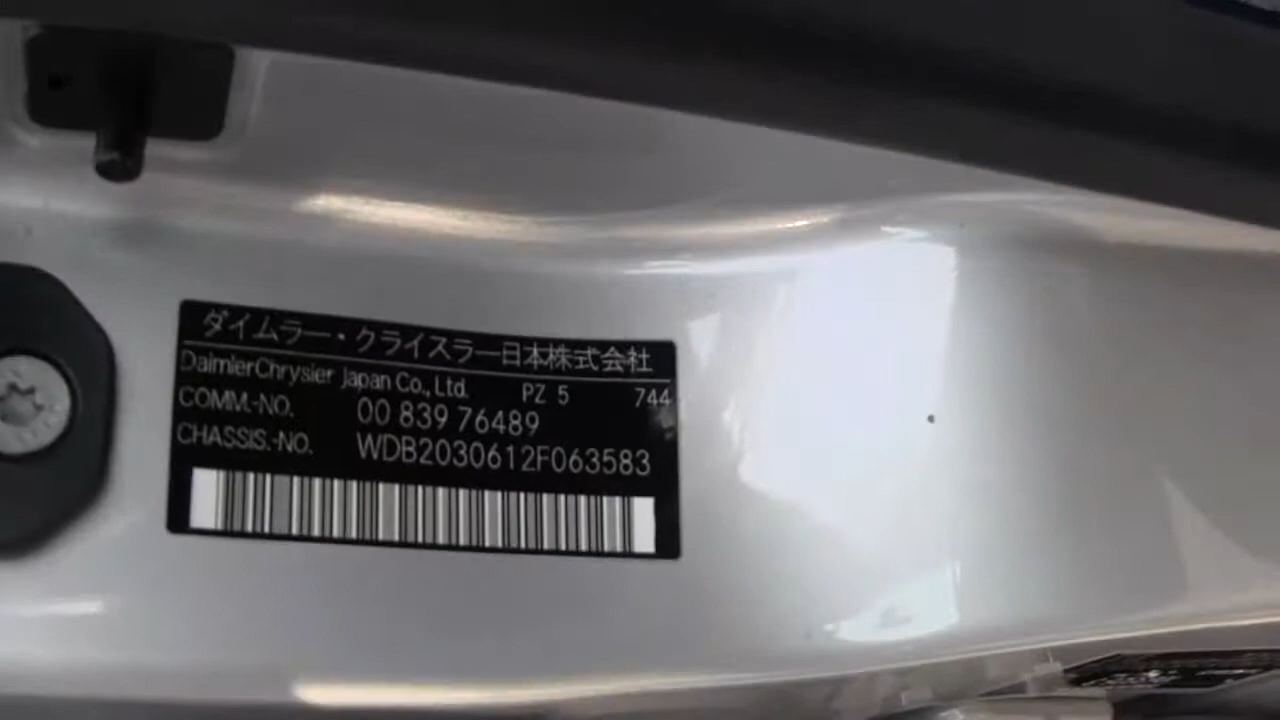 ダイムラー・クライスラー日本株式会社
DaimlerChrysler Japan Co., Ltd. PZ 5 744
COMM.-NO. 00 839 76489
CHASSIS.-NO. WDB2030612F063583